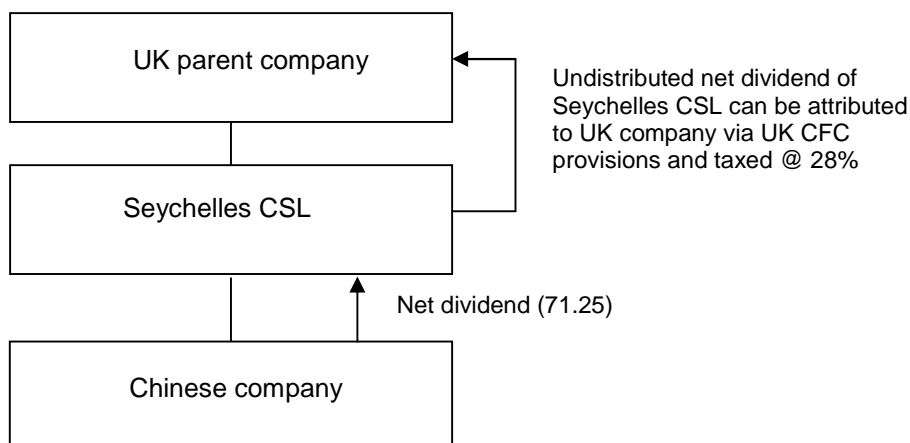 UK parent company
Undistributed net dividend of
Seychelles CSL can be attributed
to UK company via UK CFC
provisions and taxed @ 28%
Seychelles CSL
Net dividend (71.25)
Chinese company